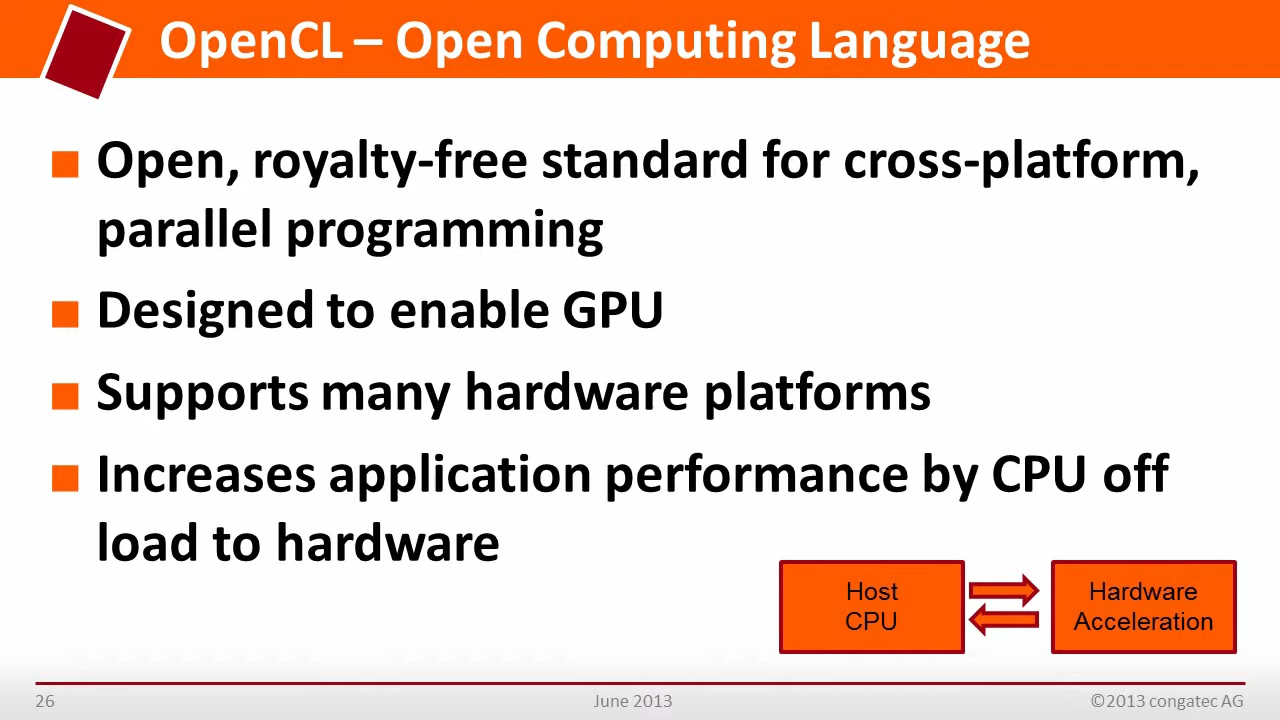 OpenCL – Open Computing Language
■ Open, royalty-free standard for cross-platform,
parallel programming
■ Designed to enable GPU
■ Supports many hardware platforms
■ Increases application performance by CPU off
load to hardware
Host
CPU
Hardware
Acceleration
26
June 2013
©2013 congatec AG